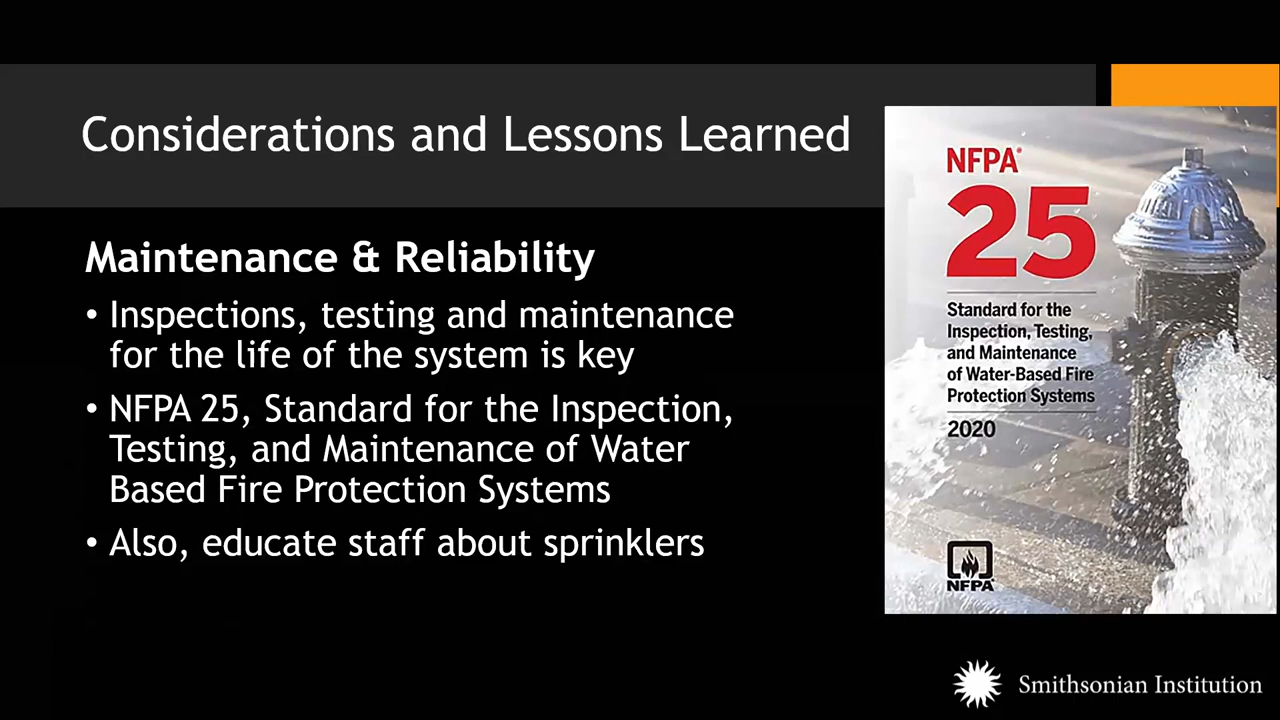 Considerations and Lessons Learned
Maintenance & Reliability
• Inspections, testing and maintenance
for the life of the system is key
• NFPA 25, Standard for the Inspection,
Testing, and Maintenance of Water
Based Fire Protection Systems
• Also, educate staff about sprinklers
NFPA®
25
Standard for the
Inspection, Testing,
and Maintenance
of Water-Based Fire
Protection Systems
2020
NFPA
Smithsonian Institution